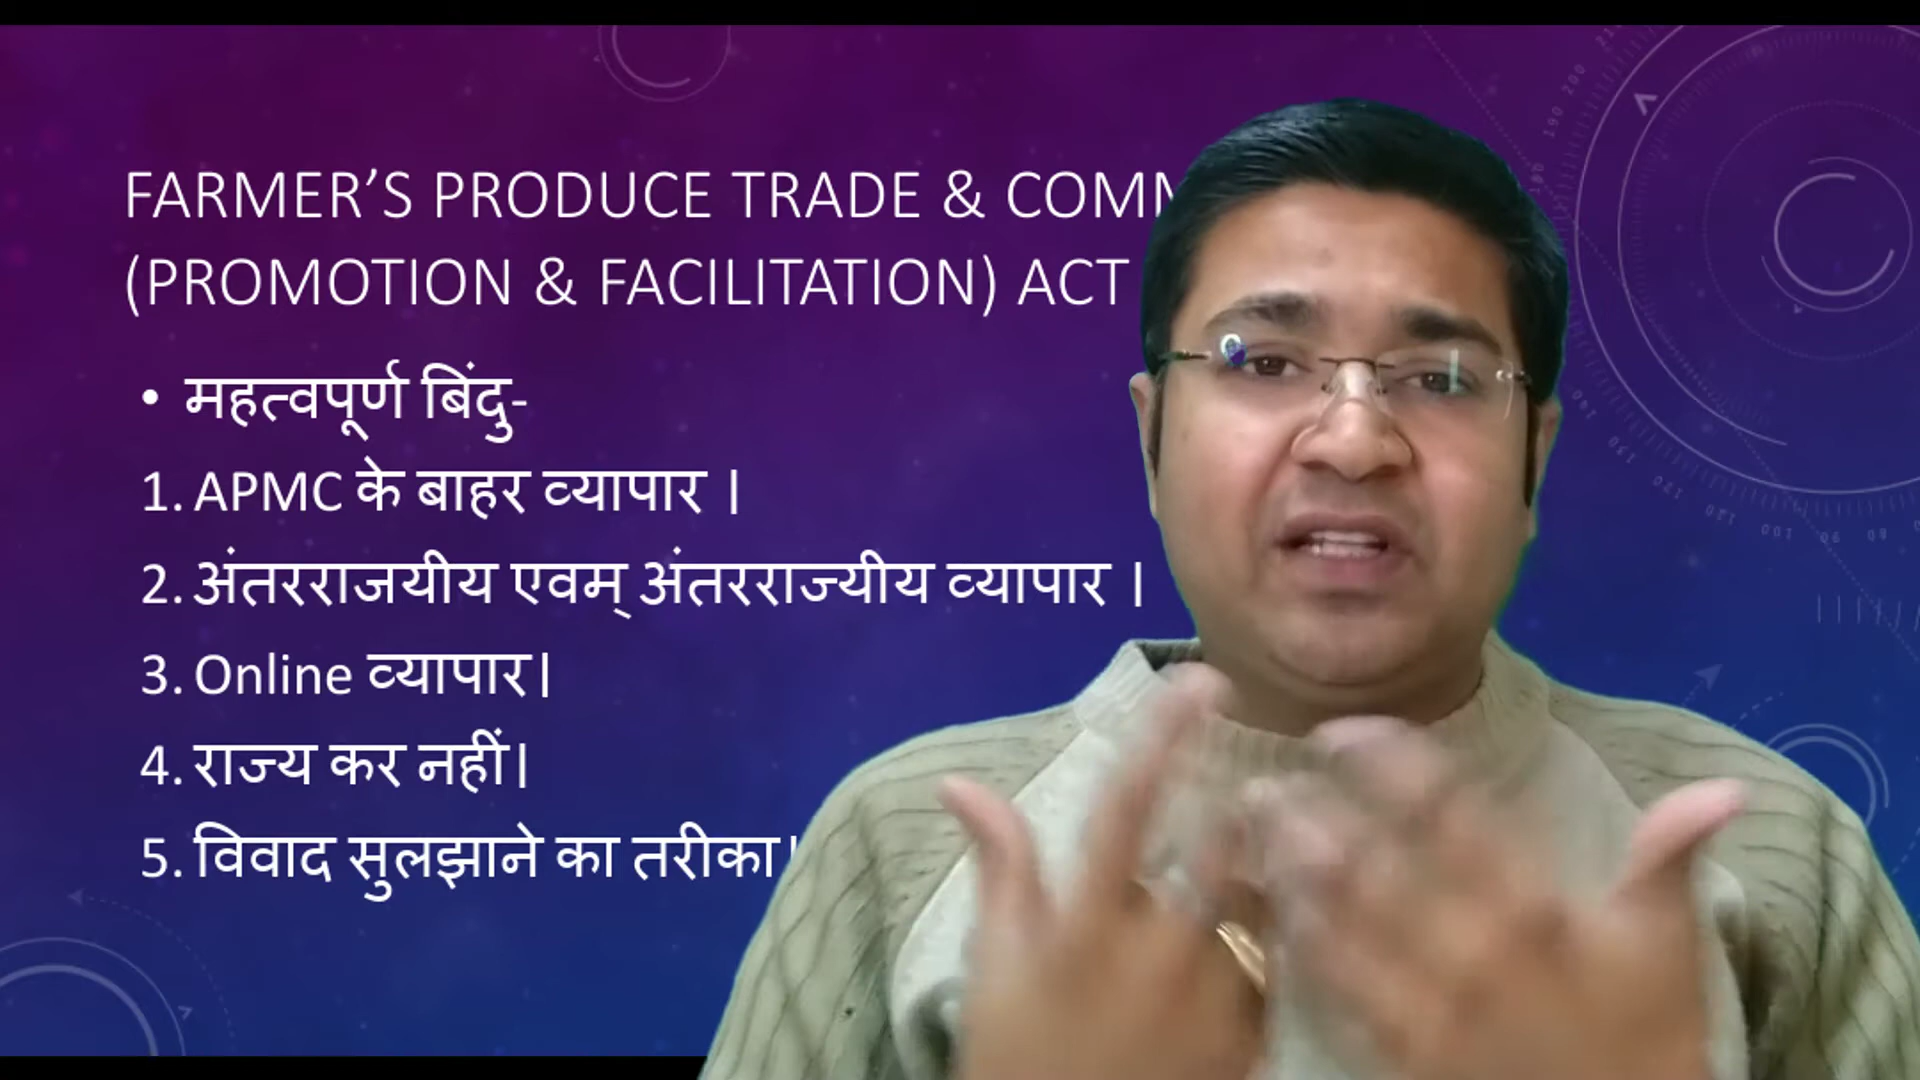 FARMER’S PRODUCE TRADE &
(PROMOTION & FACILITATION) ACT
• महत्वपूर्ण बिंदु-
1. APMC के बाहर व्यापार ।
2. अंतरराजयीय एवम् अंतरराज्यीय व्यापार ।
3. Online व्यापार।
4. राज्य कर नहीं।
5. विवाद सुलझाने का तरीका।